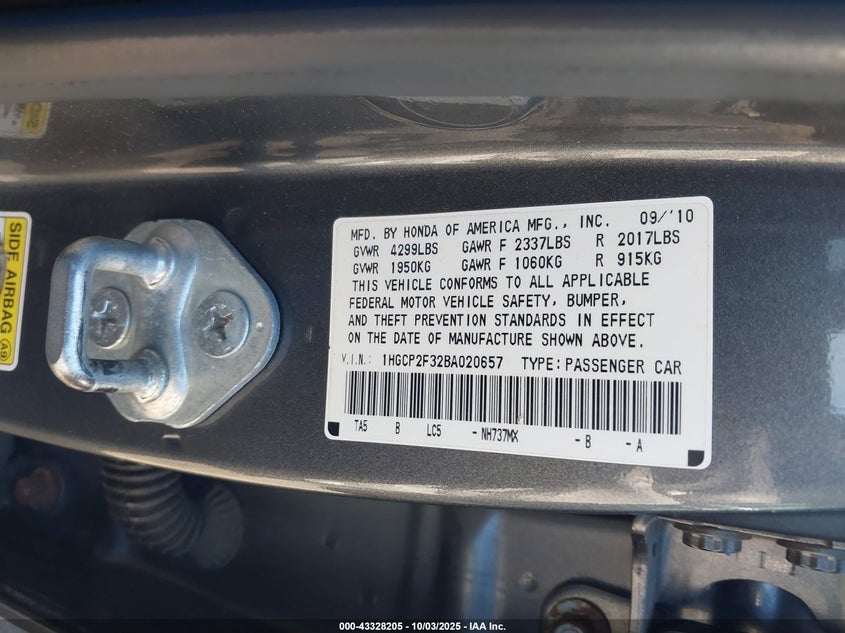 MFD. BY HONDA OF AMERICA MFG., INC. 09/'10
GVWR 4299LBS GAWR F 2337LBS R 2017LBS
GVWR 1950KG GAWR F 1060KG R 915KG
THIS VEHICLE CONFORMS TO ALL APPLICABLE
FEDERAL MOTOR VEHICLE SAFETY, BUMPER,
AND THEFT PREVENTION STANDARDS IN EFFECT
ON THE DATE OF MANUFACTURE SHOWN ABOVE.
V.I.N.: 1HGCP2F32BA020657 TYPE: PASSENGER CAR
TA5 B LC5 - NH737MX - B - A
SIDE AIRBAG A9
000-43328205 - 10/03/2025 - IAA Inc.